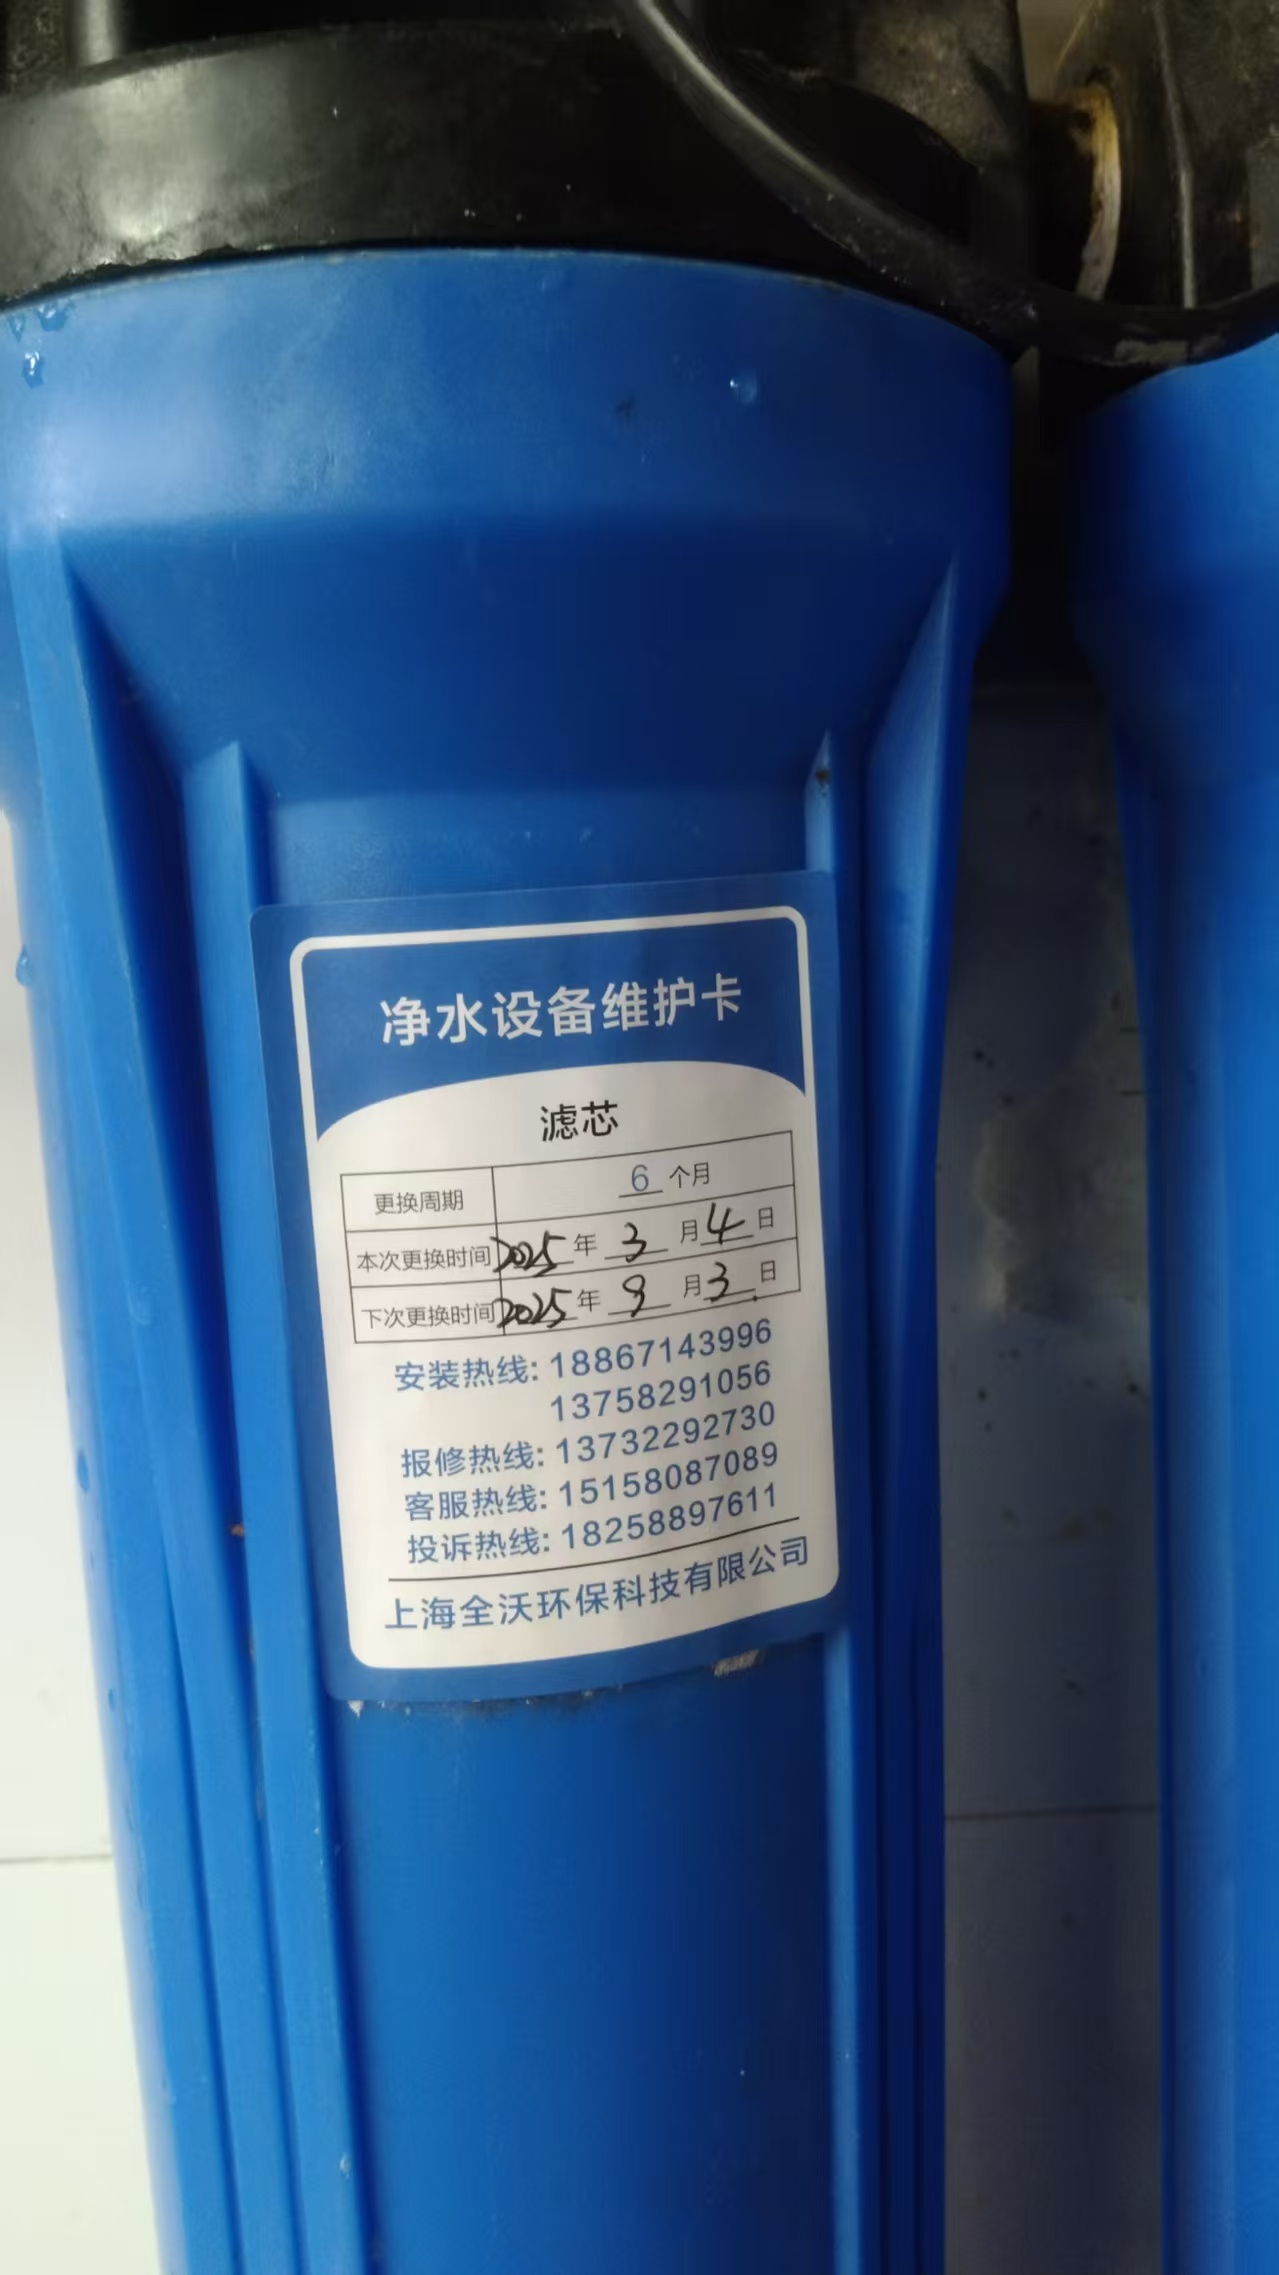 净水设备维护卡
滤芯
更换周期 6 个月
本次更换时间 2025 年 3 月 4 日
下次更换时间 2025 年 9 月 3 日
安装热线: 18867143996
13758291056
报修热线: 13732292730
客服热线: 15158087089
投诉热线: 18258897611
上海全沃环保科技有限公司